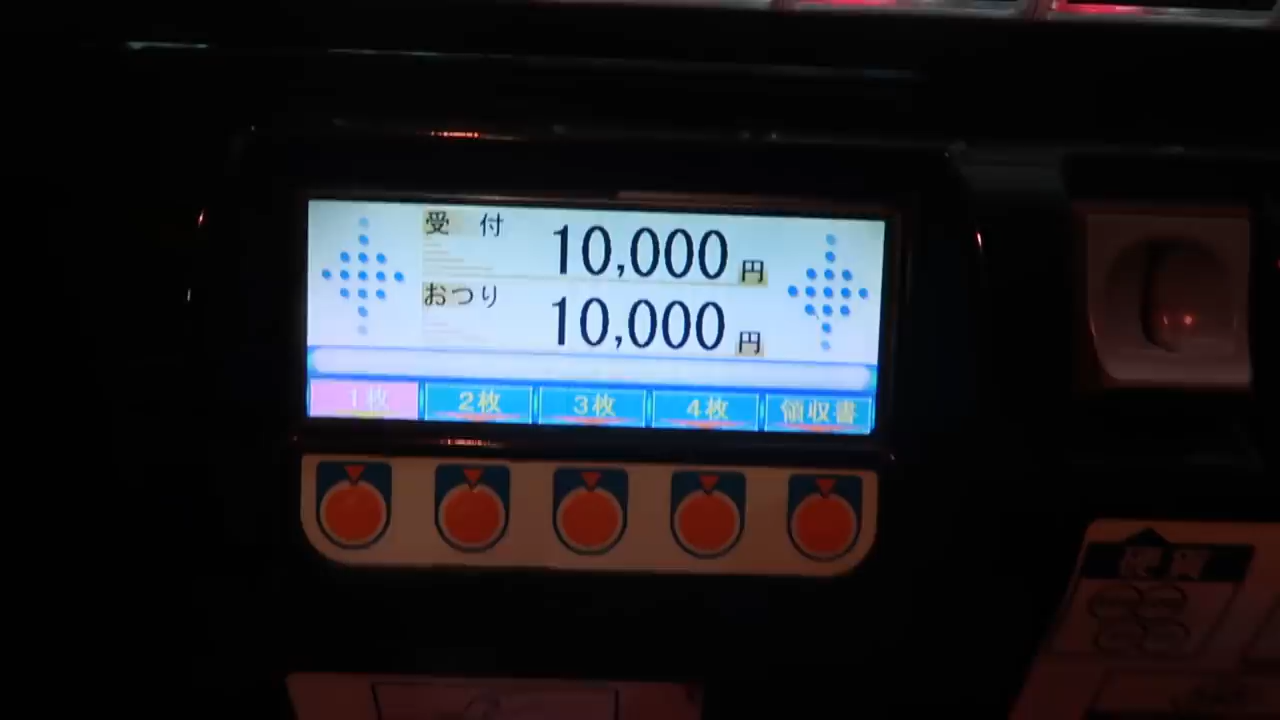 受 付 10,000 円
おつり 10,000 円
1枚 2枚 3枚 4枚 領収書